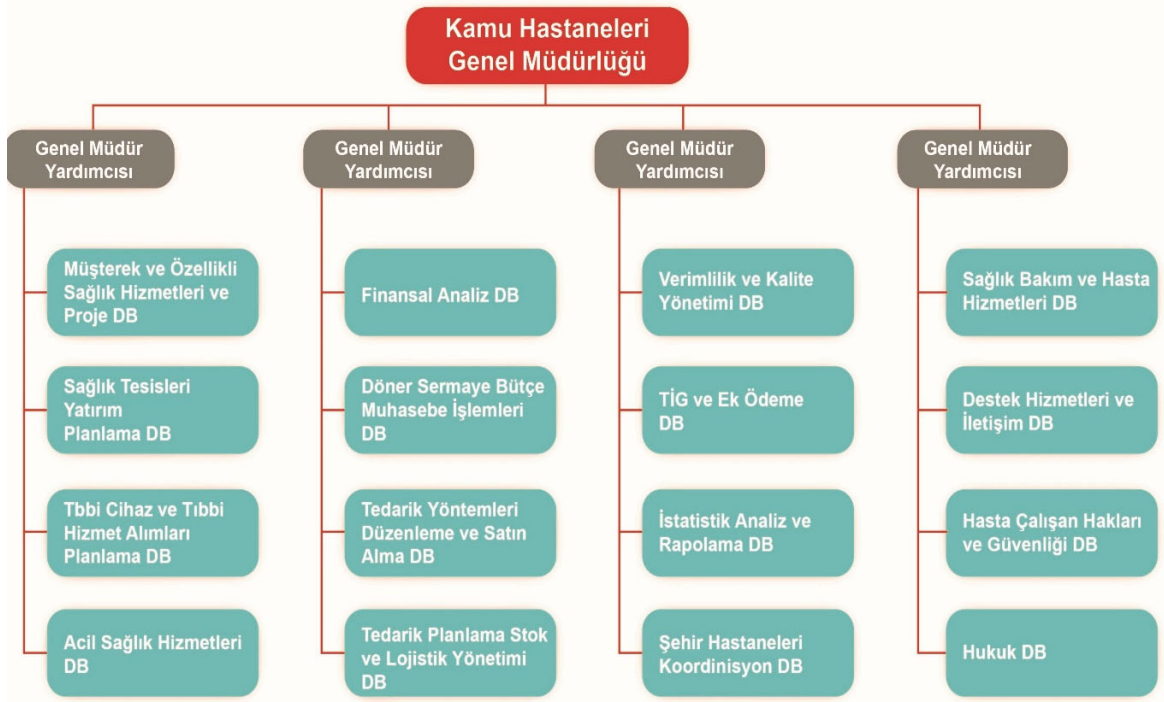 Kamu Hastaneleri
Genel Müdürlüğü
Genel Müdür
Yardımcısı
Genel Müdür
Yardımcısı
Genel Müdür
Yardımcısı
Genel Müdür
Yardımcısı
Müşterek ve Özellikli
Sağlık Hizmetleri ve
Proje DB
Finansal Analiz DB
Verimlilik ve Kalite
Yönetimi DB
Sağlık Bakım ve Hasta
Hizmetleri DB
Sağlık Tesisleri
Yatırım
Planlama DB
Döner Sermaye Bütçe
Muhasebe İşlemleri
DB
TİG ve Ek Ödeme
DB
Destek Hizmetleri ve
İletişim DB
Tbbi Cihaz ve Tıbbi
Hizmet Alımları
Planlama DB
Tedarik Yöntemleri
Düzenleme ve Satın
Alma DB
İstatistik Analiz ve
Rapolama DB
Hasta Çalışan Hakları
ve Güvenliği DB
Acil Sağlık Hizmetleri
DB
Tedarik Planlama Stok
ve Lojistik Yönetimi
DB
Şehir Hastaneleri
Koordinisyon DB
Hukuk DB